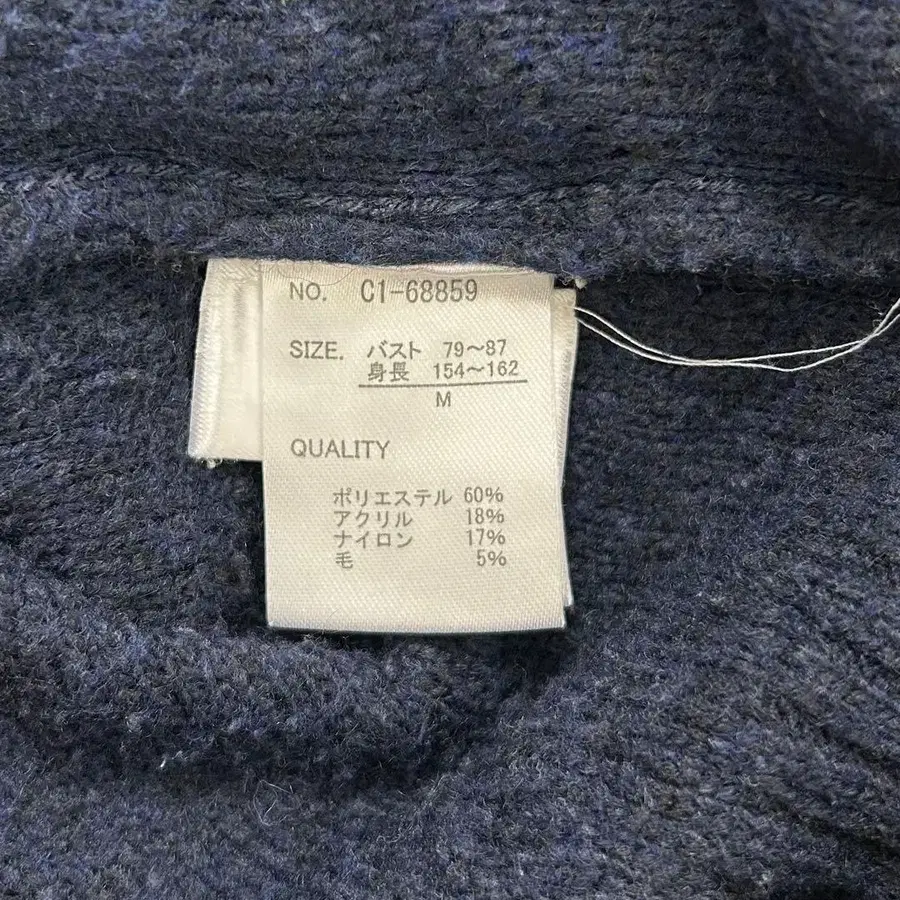 NO. C1-68859
SIZE. バスト 79～87
身長 154～162
M
QUALITY
ポリエステル 60%
アクリル 18%
ナイロン 17%
毛 5%